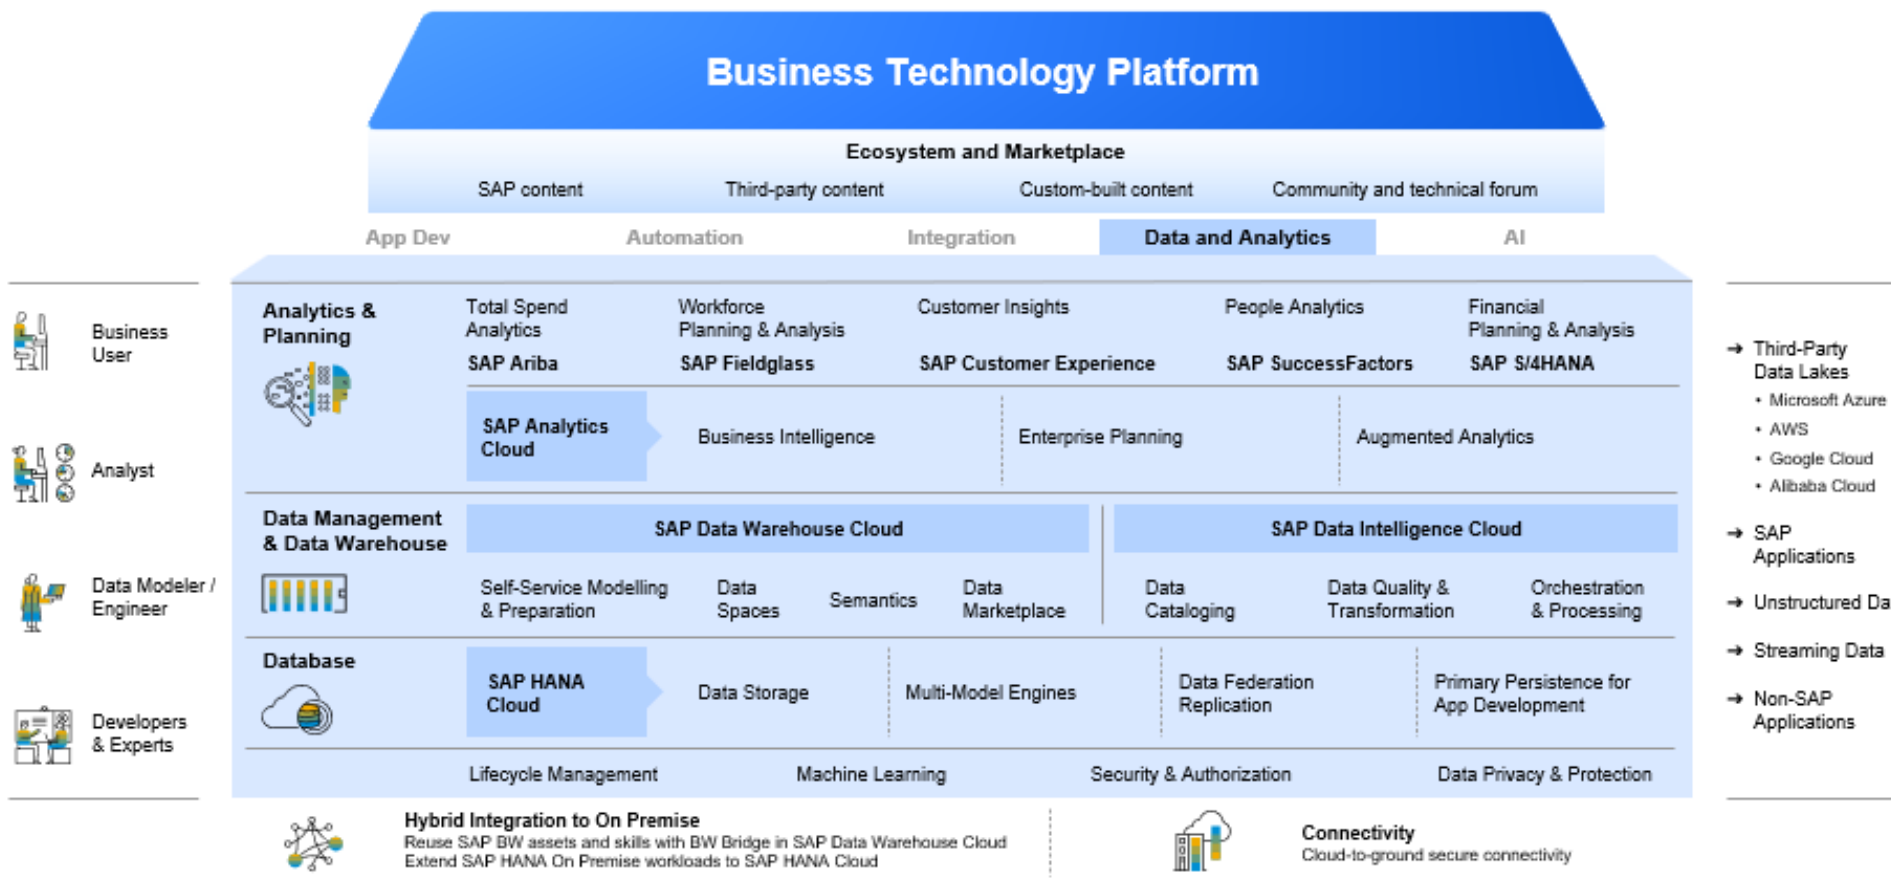 Business Technology Platform
Ecosystem and Marketplace
SAP content
Third-party content
Custom-built content
Community and technical forum
App Dev
Automation
Integration
Data and Analytics
AI
Business
User
Analyst
Data Modeler /
Engineer
Developers
& Experts
Analytics &
Planning
Total Spend
Analytics
SAP Ariba
Workforce
Planning & Analysis
SAP Fieldglass
Customer Insights
SAP Customer Experience
People Analytics
SAP SuccessFactors
Financial
Planning & Analysis
SAP S/4HANA
SAP Analytics
Cloud
Business Intelligence
Enterprise Planning
Augmented Analytics
Data Management
& Data Warehouse
SAP Data Warehouse Cloud
SAP Data Intelligence Cloud
Self-Service Modelling
& Preparation
Data
Spaces
Semantics
Data
Marketplace
Data
Cataloging
Data Quality &
Transformation
Orchestration
& Processing
Database
SAP HANA
Cloud
Data Storage
Multi-Model Engines
Data Federation
Replication
Primary Persistence for
App Development
Lifecycle Management
Machine Learning
Security & Authorization
Data Privacy & Protection
→ Third-Party
Data Lakes
• Microsoft Azure
• AWS
• Google Cloud
• Alibaba Cloud
→ SAP
Applications
→ Unstructured Da
→ Streaming Data
→ Non-SAP
Applications
Hybrid Integration to On Premise
Reuse SAP BW assets and skills with BW Bridge in SAP Data Warehouse Cloud
Extend SAP HANA On Premise workloads to SAP HANA Cloud
Connectivity
Cloud-to-ground secure connectivity